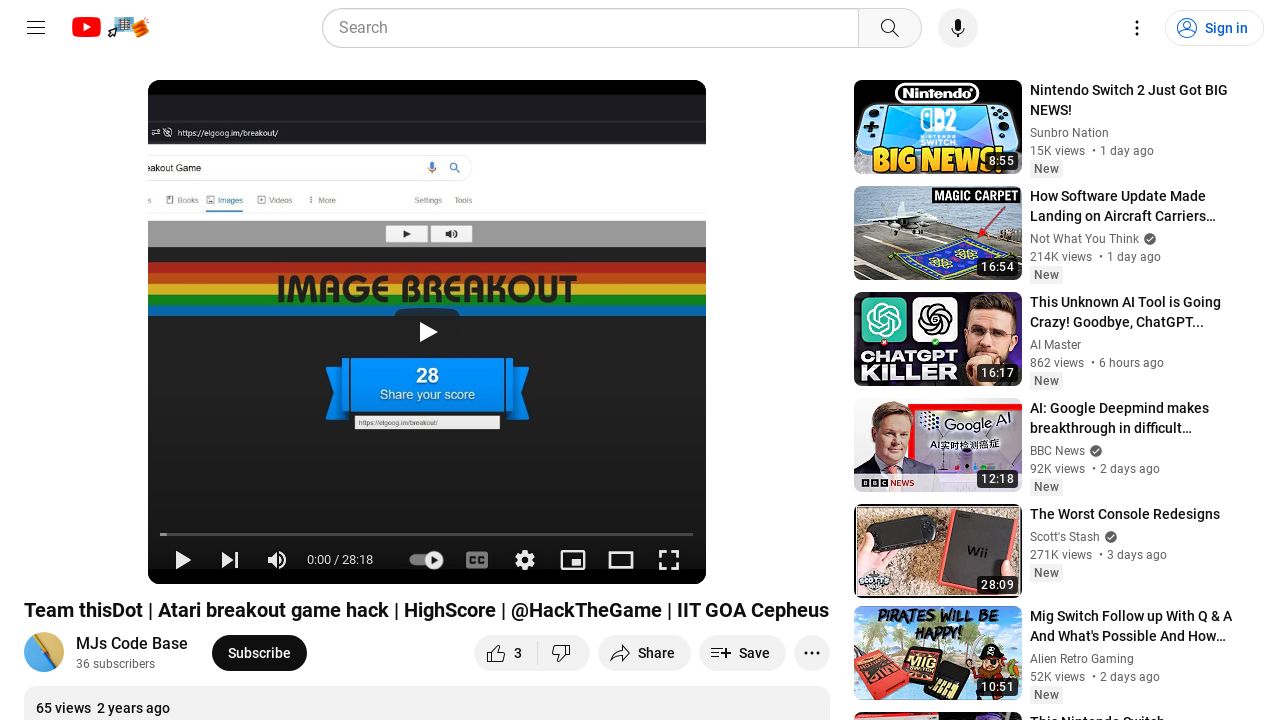 Search
Sign in
https://elgoog.im/breakout/
eakout Game
Books
Images
Videos
More
Settings
Tools
IMAGE BREAKOUT
28
Share your score
https://elgoog.im/breakout/
0:00 / 28:18
CC
Team thisDot | Atari breakout game hack | HighScore | @HackTheGame | IIT GOA Cepheus
MJs Code Base
36 subscribers
Subscribe
3
Share
Save
65 views 2 years ago
Nintendo
NINTENDO
SWITCH
BIG NEWS!
8:55
Nintendo Switch 2 Just Got BIG
NEWS!
Sunbro Nation
15K views • 1 day ago
New
MAGIC CARPET
16:54
How Software Update Made
Landing on Aircraft Carriers…
Not What You Think
214K views • 1 day ago
New
CHATGPT
KILLER
16:17
This Unknown AI Tool is Going
Crazy! Goodbye, ChatGPT...
AI Master
862 views • 6 hours ago
New
Google AI
AI实时检测癌症
BBC NEWS
12:18
AI: Google Deepmind makes
breakthrough in difficult…
BBC News
92K views • 2 days ago
New
Wii
SCOTT'S
STASH
28:09
The Worst Console Redesigns
Scott's Stash
271K views • 3 days ago
New
PIRATES WILL BE
HAPPY!
MIG
SWITCH
10:51
Mig Switch Follow up With Q & A
And What's Possible And How…
Alien Retro Gaming
52K views • 2 days ago
New
This Nintendo Switch